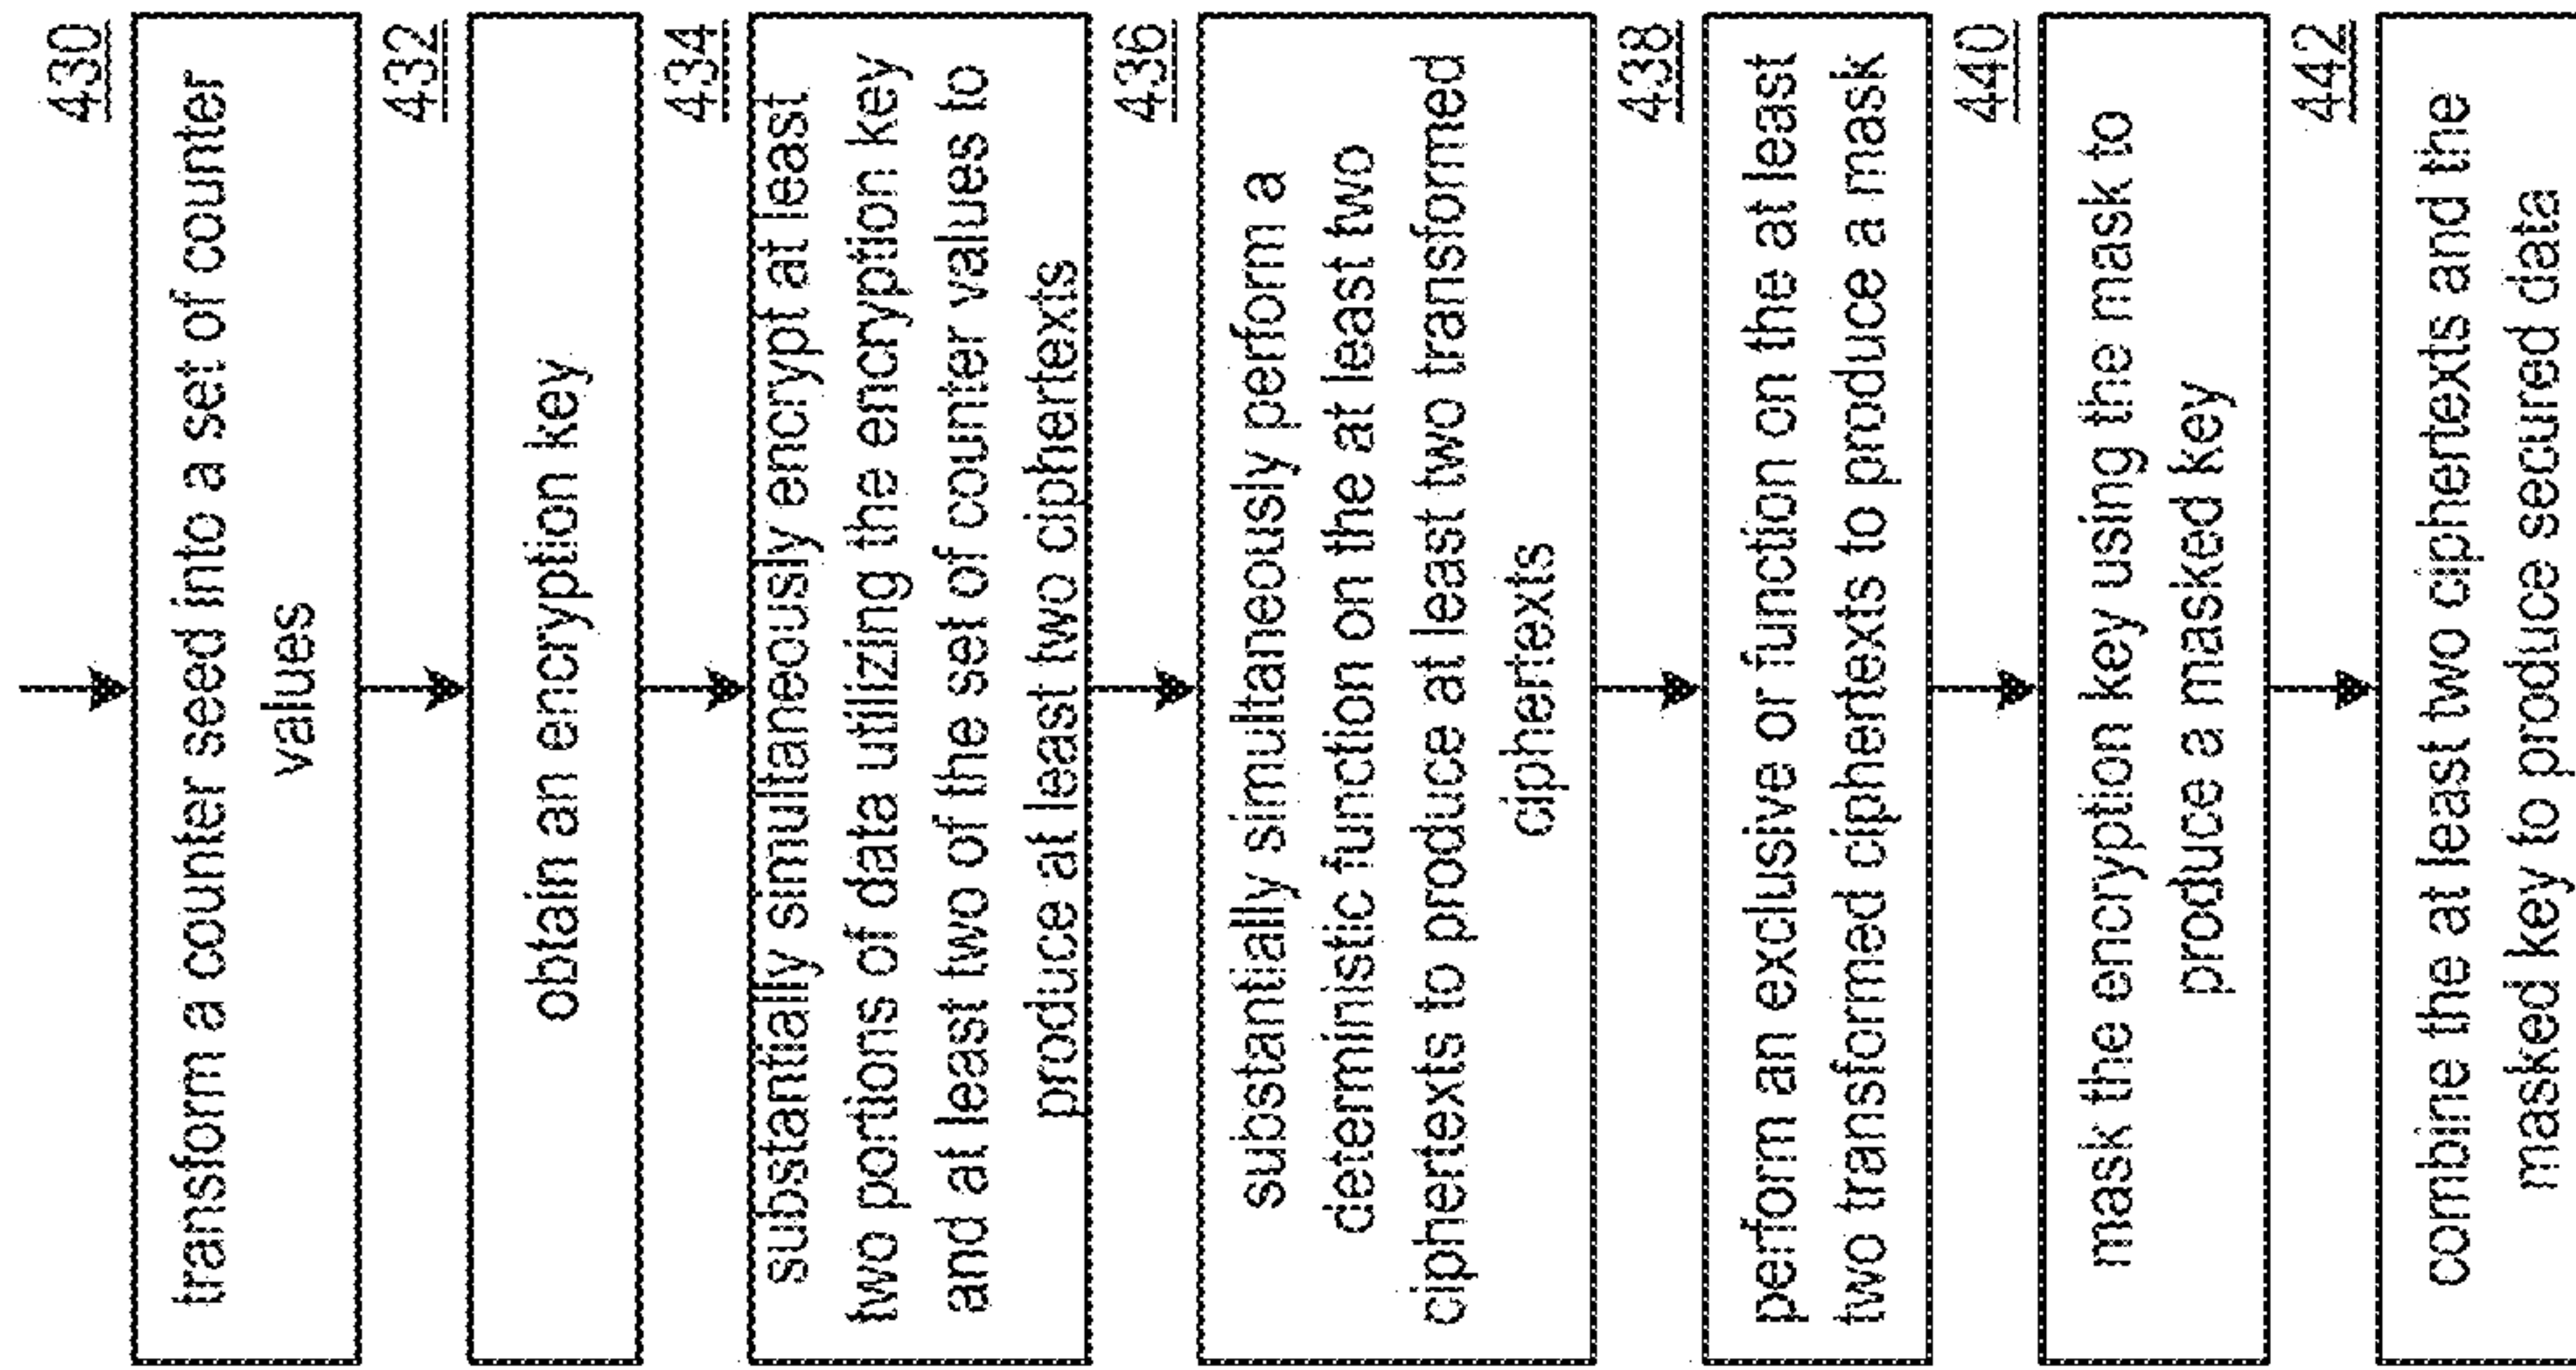 430
transform a counter seed into a set of counter
values
432
obtain an encryption key
434
substantially simultaneously encrypt at least
two portions of data utilizing the encryption key
and at least two of the set of counter values to
produce at least two ciphertexts
436
substantially simultaneously perform a
deterministic function on the at least two
ciphertexts to produce at least two transformed
ciphertexts
438
perform an exclusive or function on the at least
two transformed ciphertexts to produce a mask
440
mask the encryption key using the mask to
produce a masked key
442
combine the at least two ciphertexts and the
masked key to produce secured data